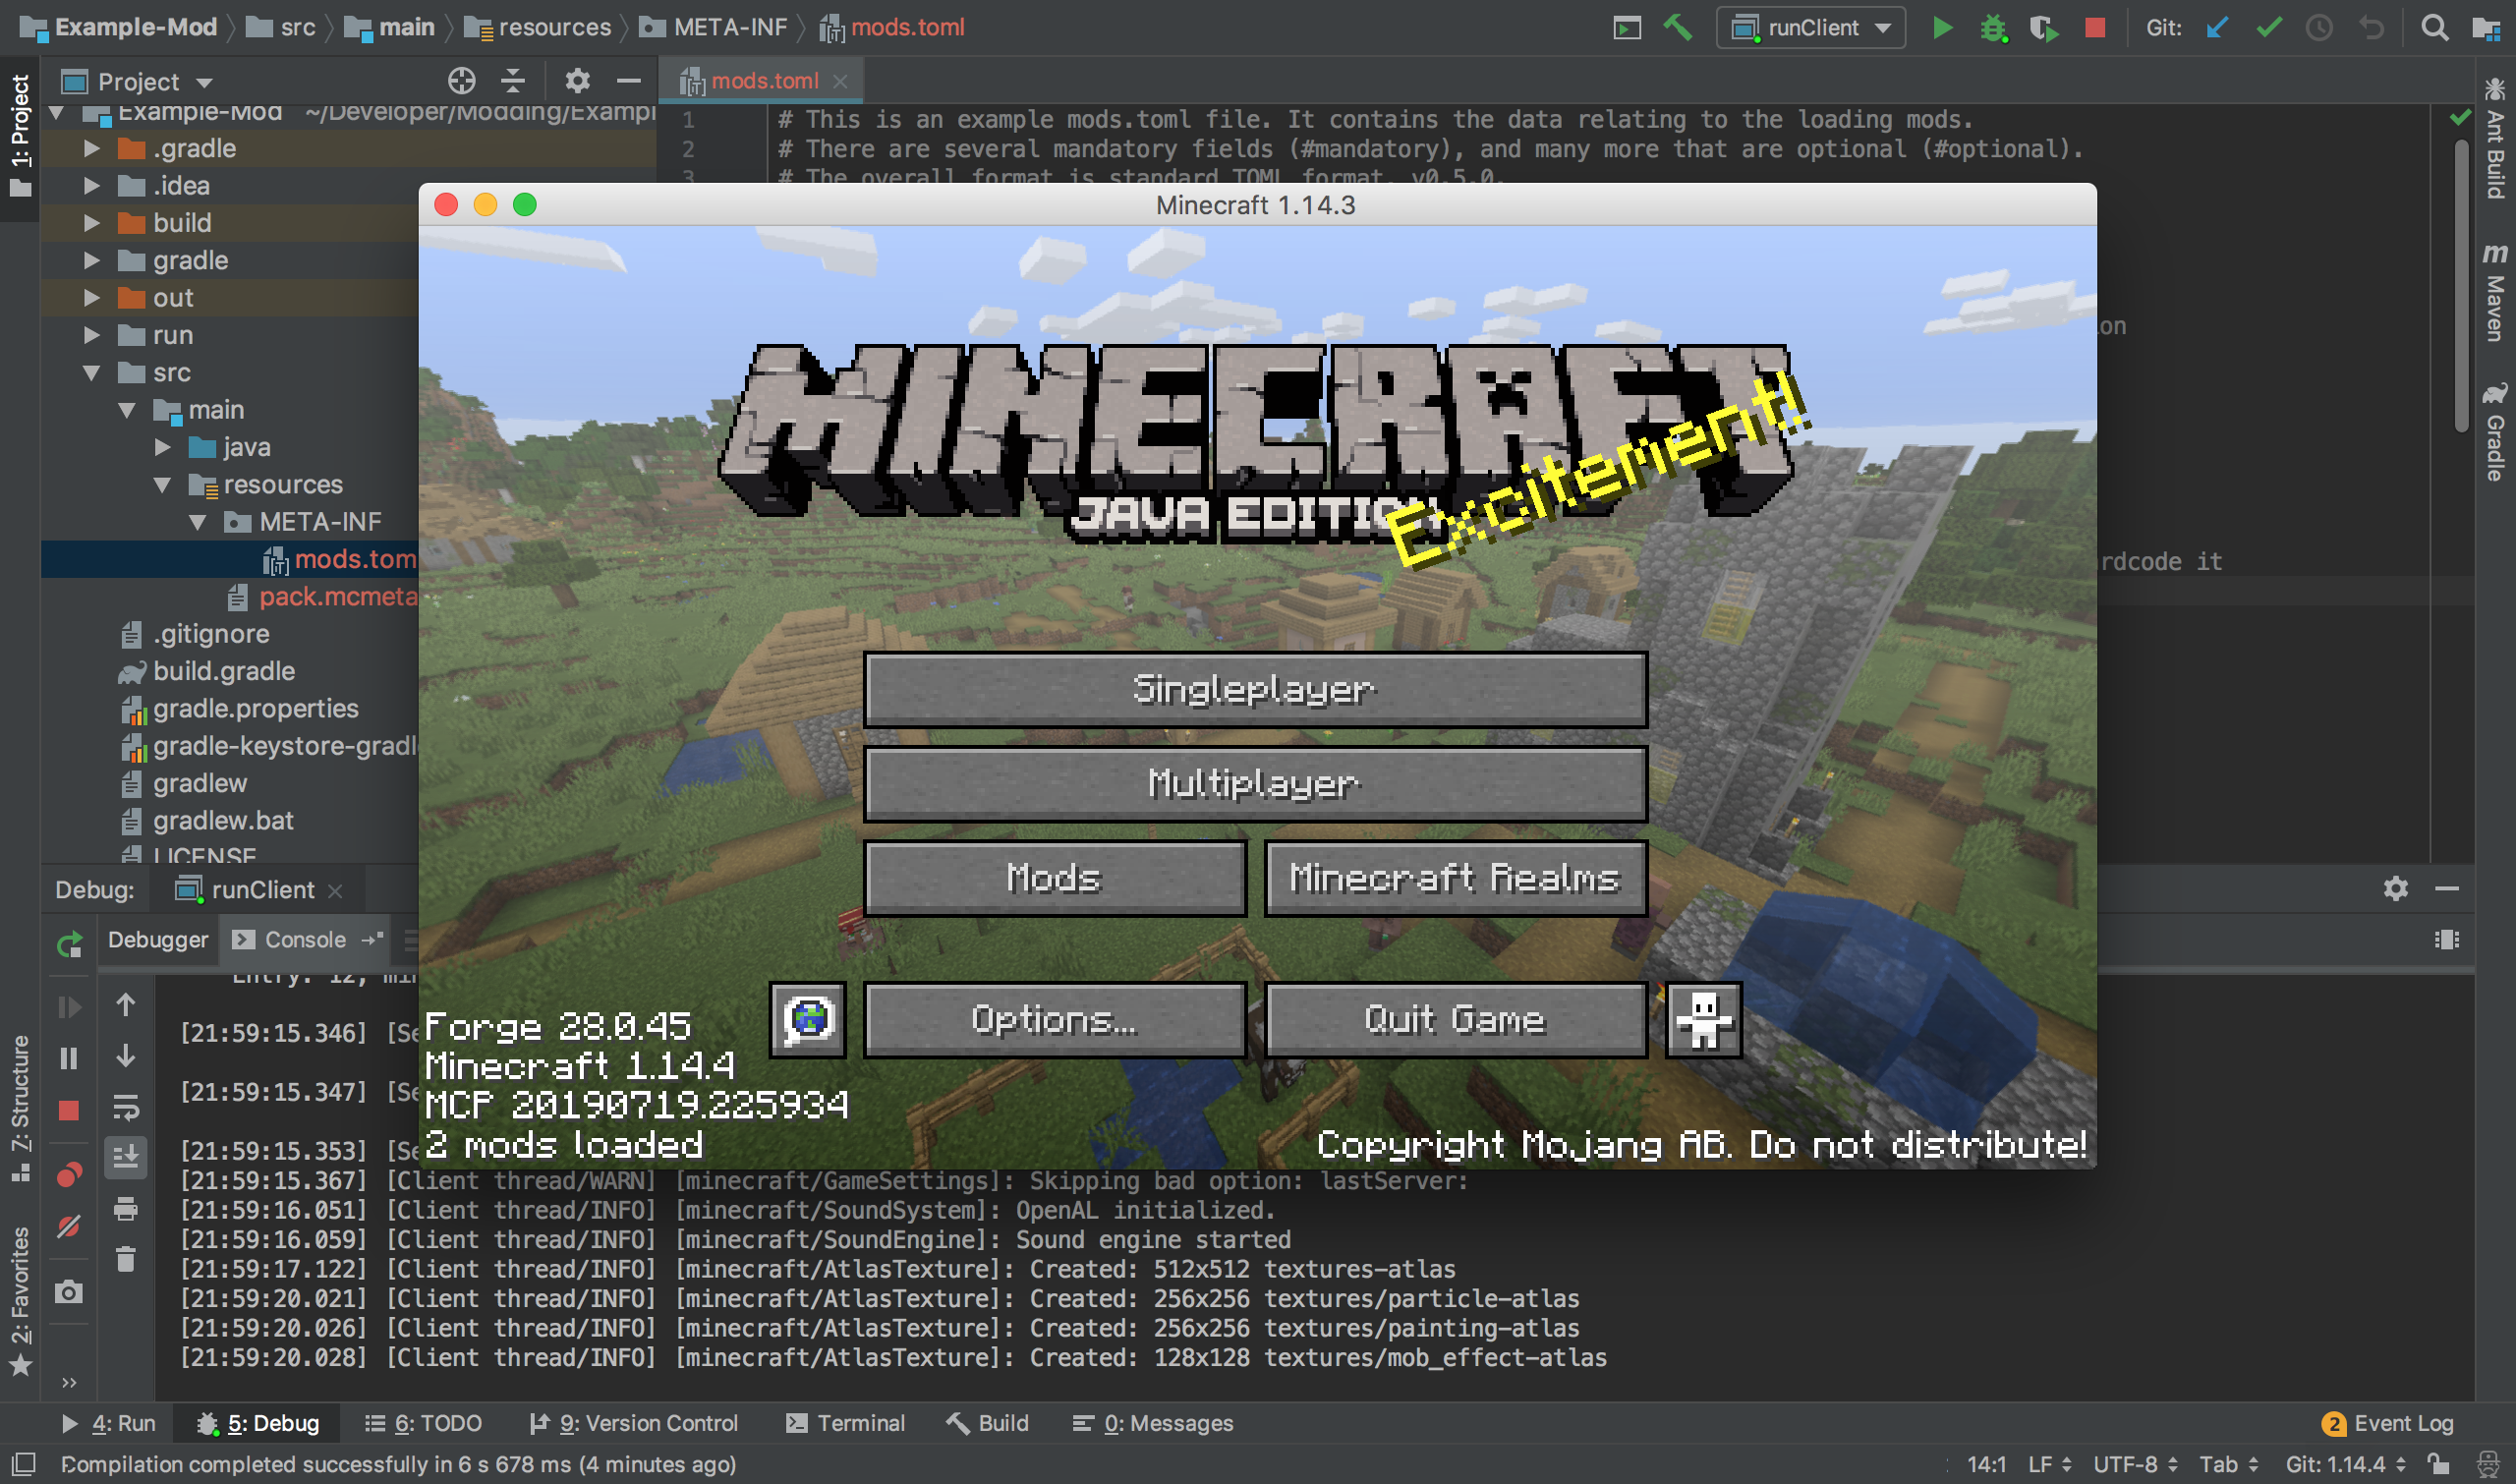 Example-Mod src main resources META-INF mods.toml runClient Git:
1: Project
Project
mods.toml
Example-Mod ~/Developer/Modding/Exampl
.gradle
.idea
build
gradle
out
run
src
main
java
resources
META-INF
mods.tom
pack.mcmeta
.gitignore
build.gradle
gradle.properties
gradle-keystore-gradl
gradlew
gradlew.bat
LICENSE
1 # This is an example mods.toml file. It contains the data relating to the loading mods.
2 # There are several mandatory fields (#mandatory), and many more that are optional (#optional).
3 # The overall format is standard TOML format, v0.5.0.
on
rdcode it
Ant Build
Maven
Gradle
Minecraft 1.14.3
MINECRAFT
JAVA EDITION
Excitement!
Singleplayer
Multiplayer
Mods
Minecraft Realms
Options...
Quit Game
Forge 28.0.45
Minecraft 1.14.4
MCP 20190719.225934
2 mods loaded
Copyright Mojang AB. Do not distribute!
Debug: runClient
Debugger Console
Entry: 12, min
[21:59:15.346] [Se
[21:59:15.347] [Se
[21:59:15.353] [Se
[21:59:15.367] [Client thread/WARN] [minecraft/GameSettings]: Skipping bad option: lastServer:
[21:59:16.051] [Client thread/INFO] [minecraft/SoundSystem]: OpenAL initialized.
[21:59:16.059] [Client thread/INFO] [minecraft/SoundEngine]: Sound engine started
[21:59:17.122] [Client thread/INFO] [minecraft/AtlasTexture]: Created: 512x512 textures-atlas
[21:59:20.021] [Client thread/INFO] [minecraft/AtlasTexture]: Created: 256x256 textures/particle-atlas
[21:59:20.026] [Client thread/INFO] [minecraft/AtlasTexture]: Created: 256x256 textures/painting-atlas
[21:59:20.028] [Client thread/INFO] [minecraft/AtlasTexture]: Created: 128x128 textures/mob_effect-atlas
7: Structure
2: Favorites
4: Run 5: Debug 6: TODO 9: Version Control Terminal Build 0: Messages 2 Event Log
Compilation completed successfully in 6 s 678 ms (4 minutes ago) 14:1 LF UTF-8 Tab Git: 1.14.4